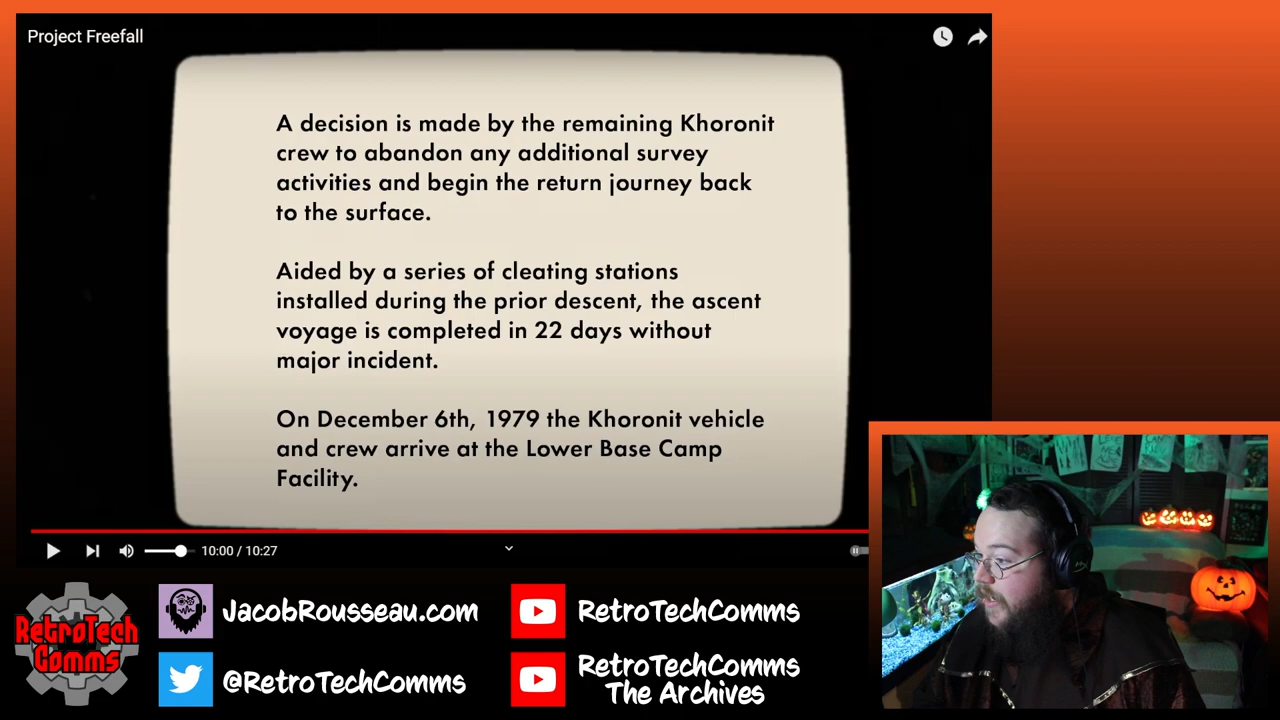 Project Freefall
A decision is made by the remaining Khoronit
crew to abandon any additional survey
activities and begin the return journey back
to the surface.
Aided by a series of cleating stations
installed during the prior descent, the ascent
voyage is completed in 22 days without
major incident.
On December 6th, 1979 the Khoronit vehicle
and crew arrive at the Lower Base Camp
Facility.
10:00 / 10:27
RetroTech
Comms
JacobRousseau.com
@RetroTechComms
RetroTechComms
RetroTechComms
The Archives